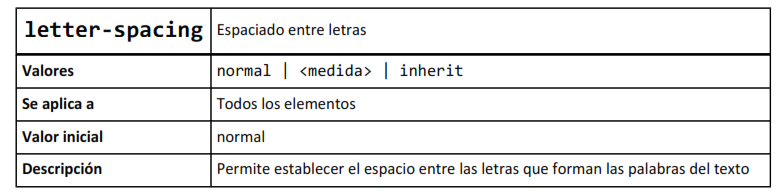 letter-spacing Espaciado entre letras
Valores normal | <medida> | inherit
Se aplica a Todos los elementos
Valor inicial normal
Descripción Permite establecer el espacio entre las letras que forman las palabras del texto